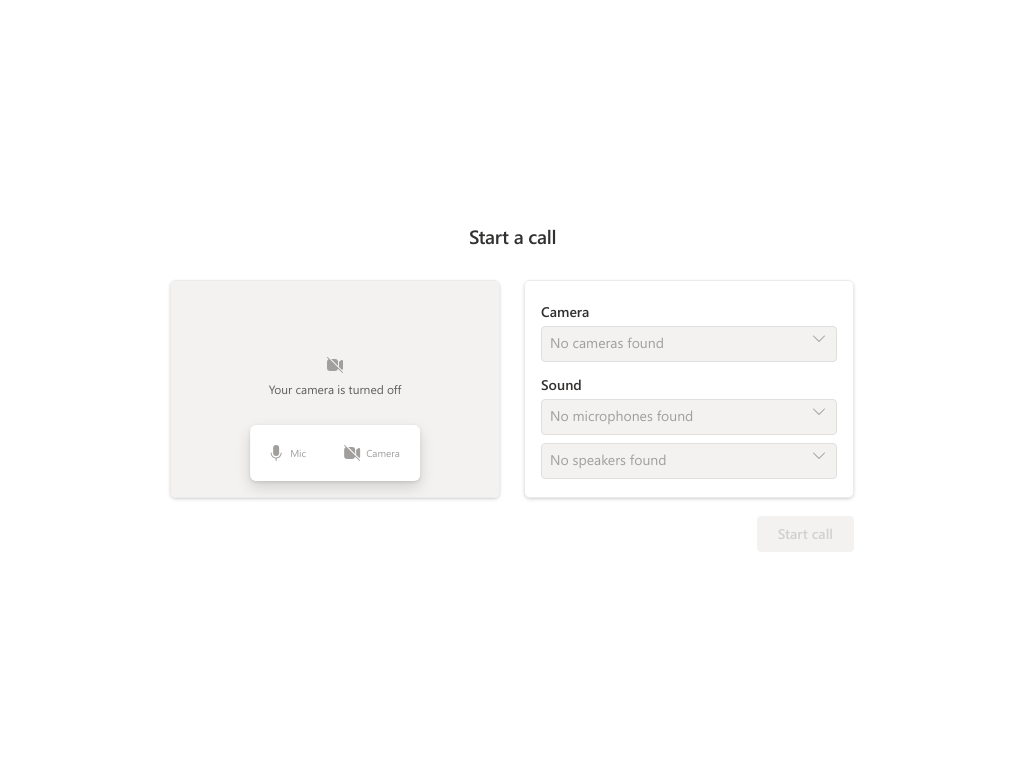 Start a call
Your camera is turned off
Mic
Camera
Camera
No cameras found
Sound
No microphones found
No speakers found
Start call